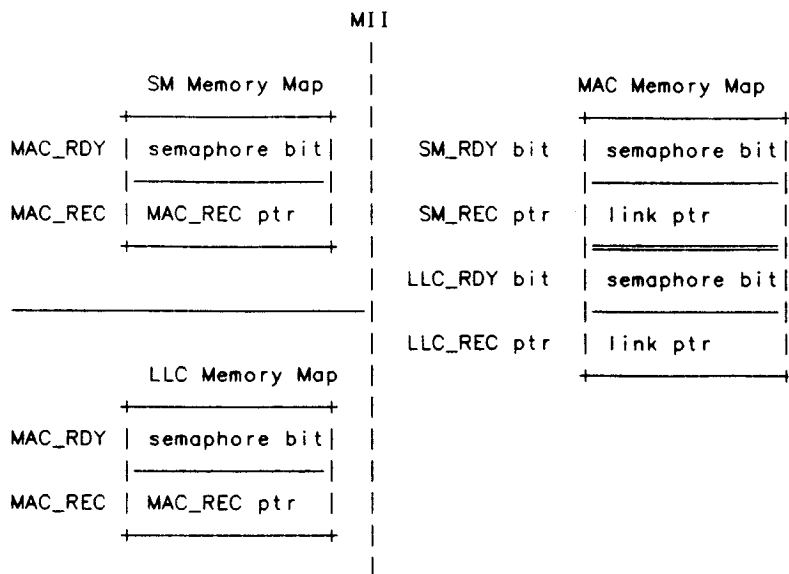 MII
SM Memory Map
MAC_RDY semaphore bit
MAC_REC MAC_REC ptr
MAC Memory Map
SM_RDY bit semaphore bit
SM_REC ptr link ptr
LLC_RDY bit semaphore bit
LLC_REC ptr link ptr
LLC Memory Map
MAC_RDY semaphore bit
MAC_REC MAC_REC ptr